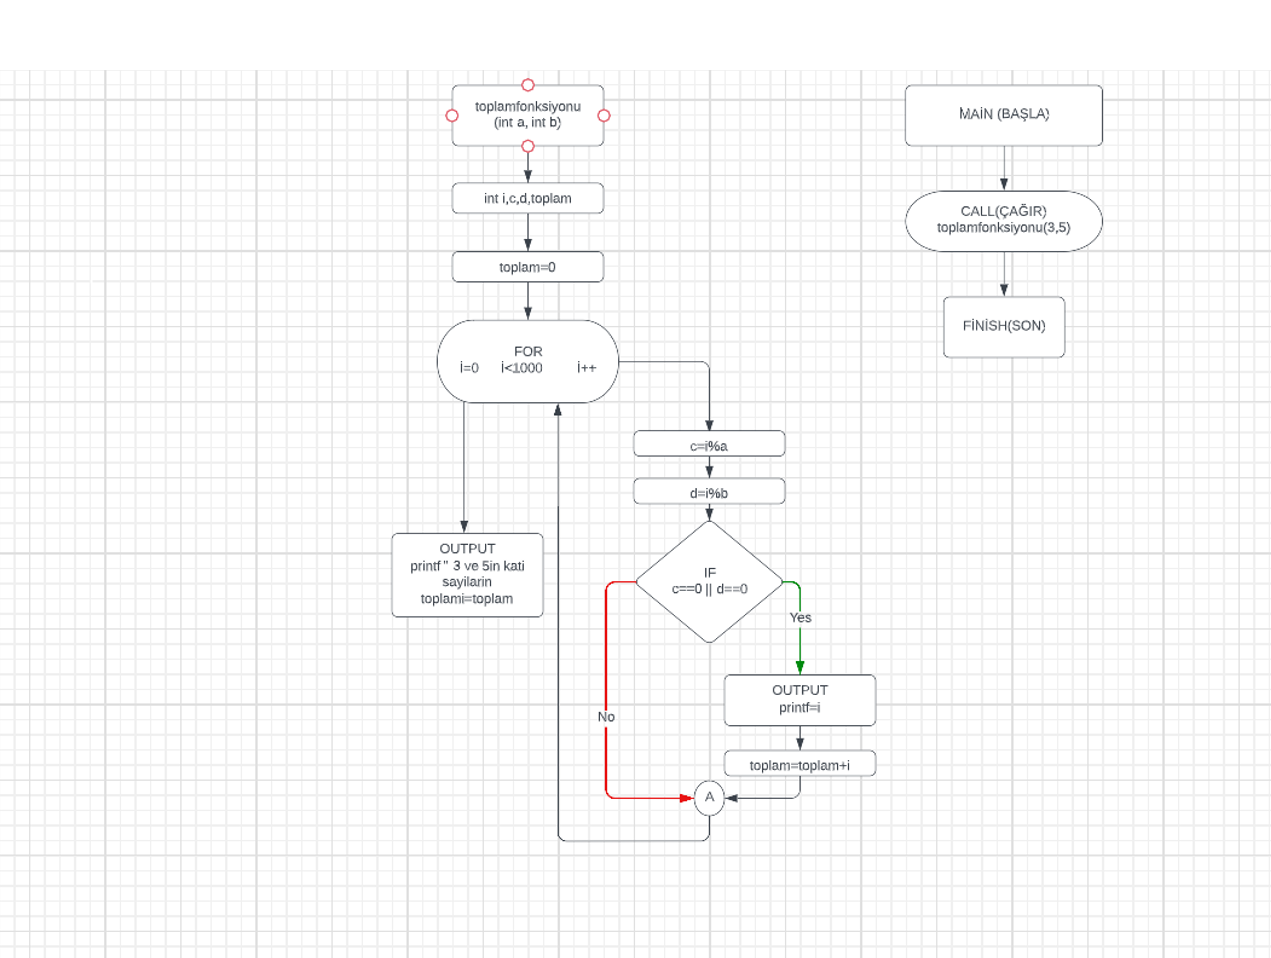 toplamfonksiyonu
(int a, int b)
int i,c,d,toplam
toplam=0
FOR
İ=0 İ<1000 İ++
c=i%a
d=i%b
IF
c==0 || d==0
Yes
No
OUTPUT
printf=i
toplam=toplam+i
A
OUTPUT
printf" 3 ve 5in kati
sayilarin
toplami=toplam
MAİN (BAŞLA)
CALL(ÇAĞIR)
toplamfonksiyonu(3,5)
FİNİSH(SON)